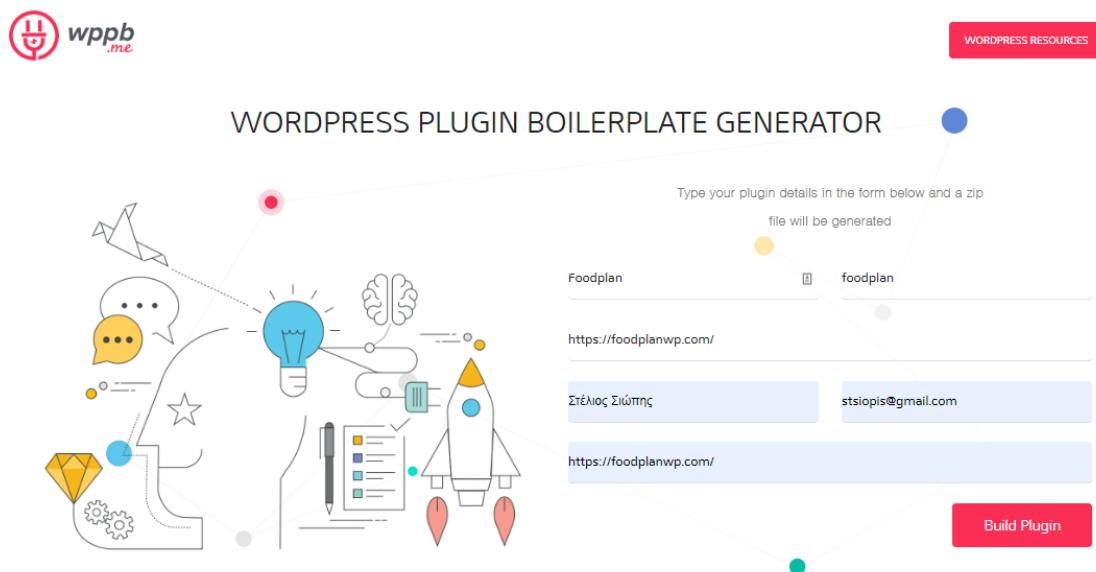 wppb
.me
WORDPRESS RESOURCES
WORDPRESS PLUGIN BOILERPLATE GENERATOR
Type your plugin details in the form below and a zip
file will be generated
Foodplan
foodplan
https://foodplanwp.com/
Στέλιος Σιώπης
stsiopis@gmail.com
https://foodplanwp.com/
Build Plugin